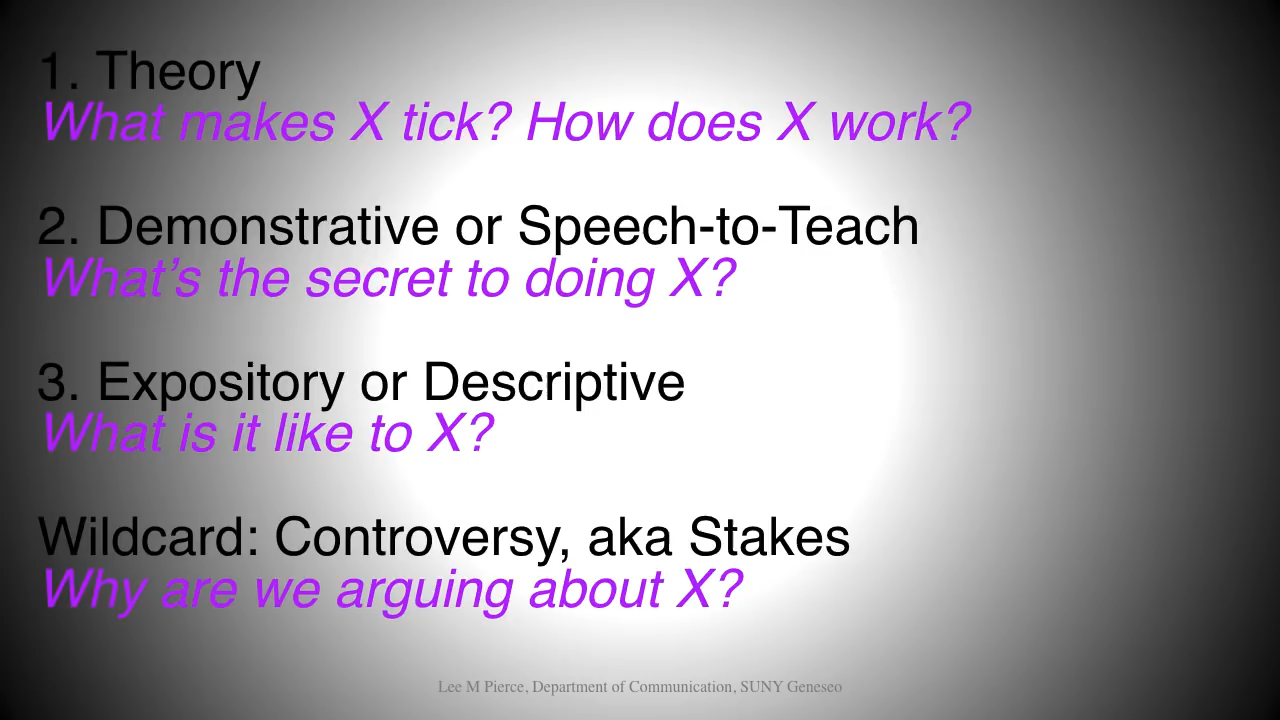 1. Theory
What makes X tick? How does X work?
2. Demonstrative or Speech-to-Teach
What’s the secret to doing X?
3. Expository or Descriptive
What is it like to X?
Wildcard: Controversy, aka Stakes
Why are we arguing about X?
Lee M Pierce, Department of Communication, SUNY Geneseo